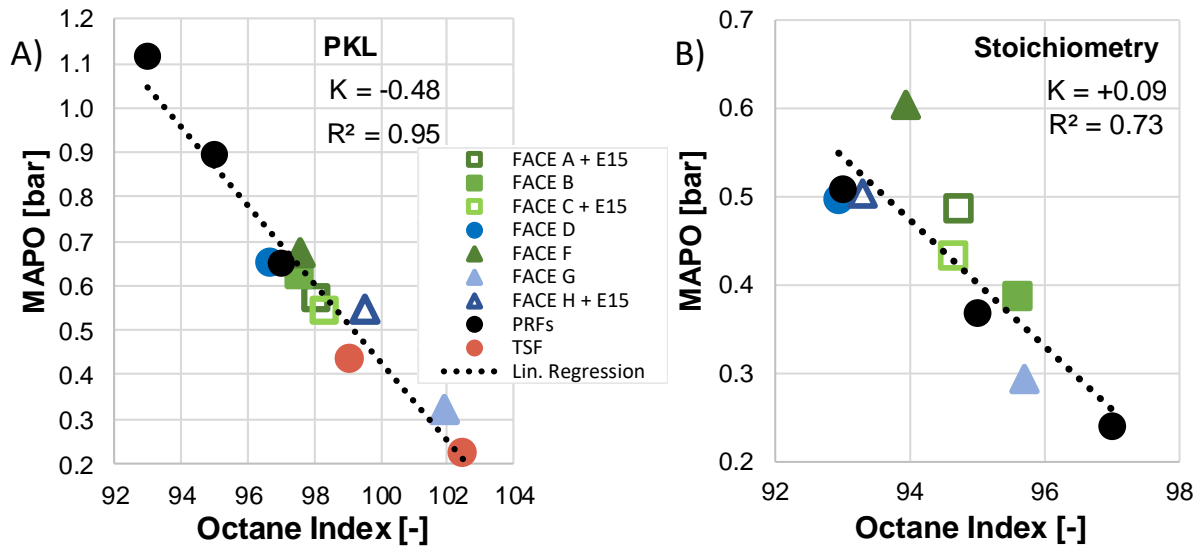 A)
PKL
K = -0.48
R² = 0.95
MAPO [bar]
1.2
1.1
1.0
0.9
0.8
0.7
0.6
0.5
0.4
0.3
0.2
92 94 96 98 100 102 104
Octane Index [-]
FACE A + E15
FACE B
FACE C + E15
FACE D
FACE F
FACE G
FACE H + E15
PRFs
TSF
Lin. Regression
B)
Stoichiometry
K = +0.09
R² = 0.73
MAPO [bar]
0.7
0.6
0.5
0.4
0.3
0.2
92 94 96 98
Octane Index [-]